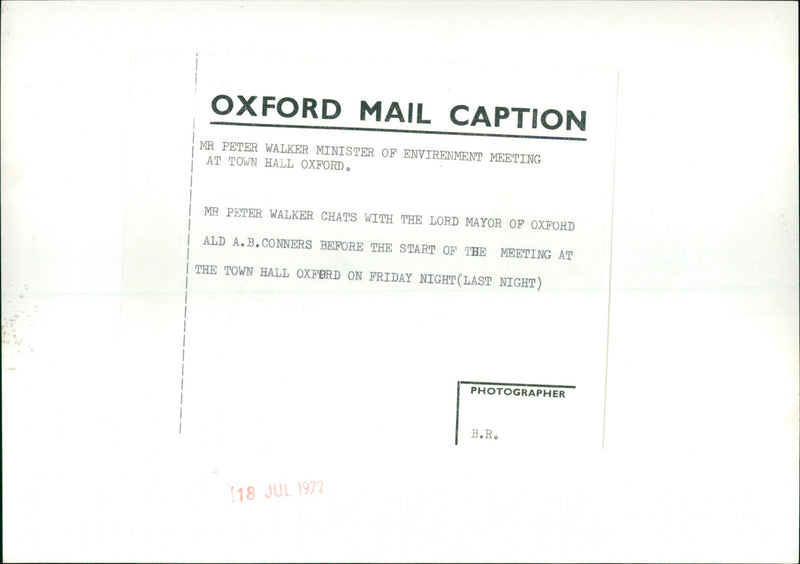 OXFORD MAIL CAPTION
MR PETER WALKER MINISTER OF ENVIRENMENT MEETING
AT TOWN HALL OXFORD.
MR PETER WALKER CHATS WITH THE LORD MAYOR OF OXFORD
ALD A.B.CONNERS BEFORE THE START OF THE MEETING AT
THE TOWN HALL OXFORD ON FRIDAY NIGHT(LAST NIGHT)
PHOTOGRAPHER
B.R.
18 JUL 1972